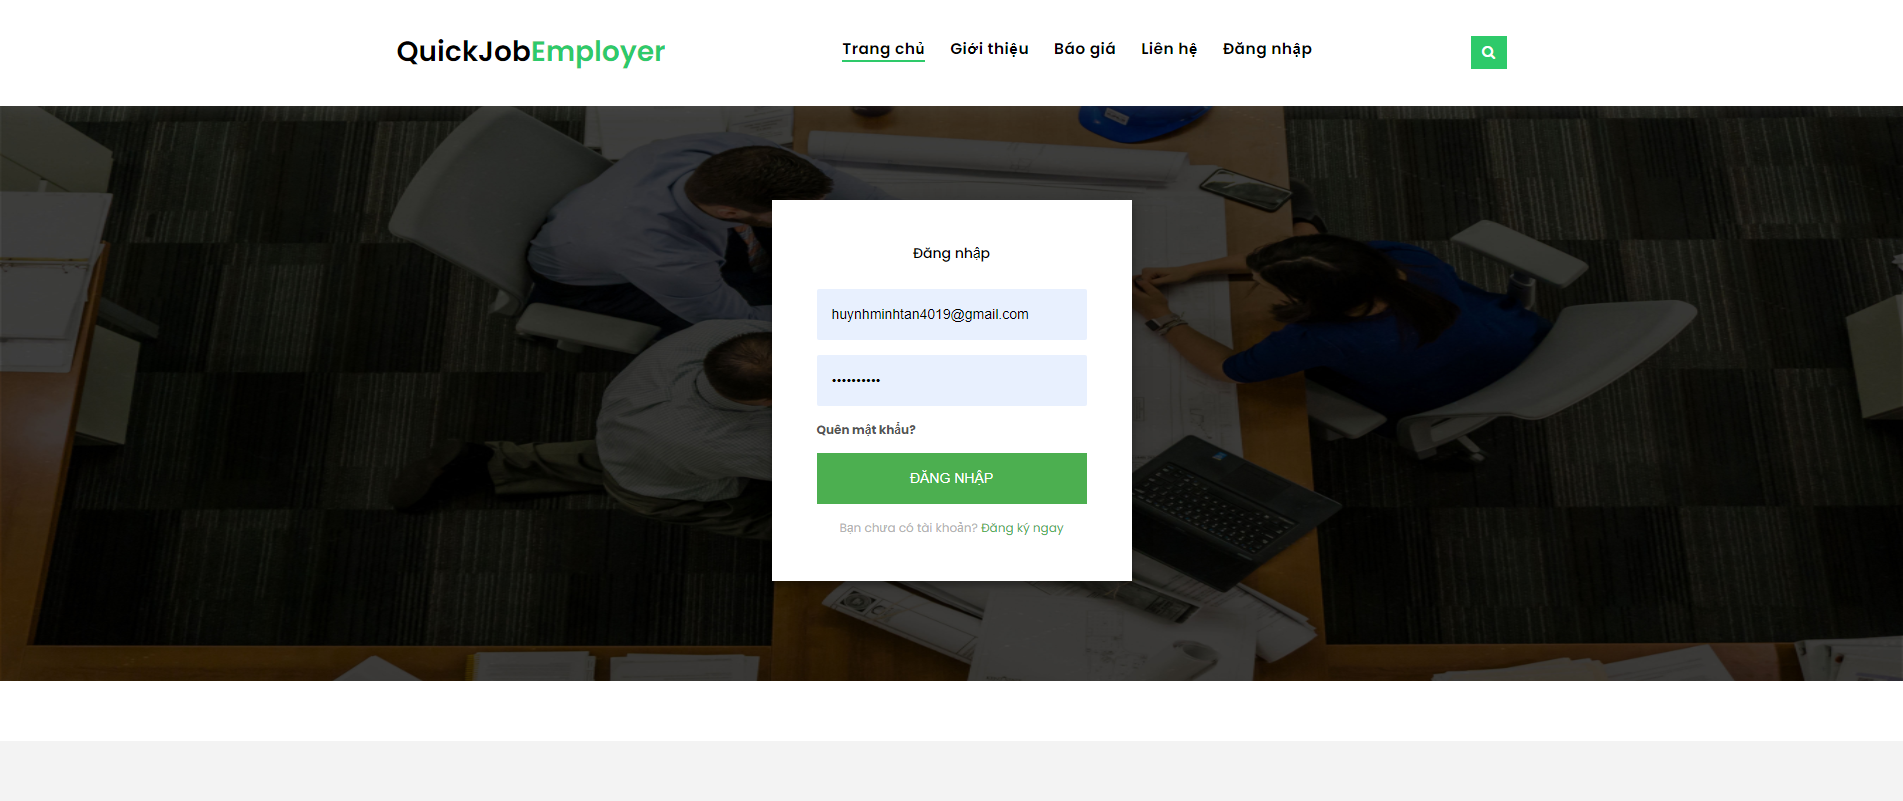 QuickJobEmployer
Trang chủ Giới thiệu Báo giá Liên hệ Đăng nhập
Đăng nhập
huynhminhtan4019@gmail.com
••••••••••
Quên mật khẩu?
ĐĂNG NHẬP
Bạn chưa có tài khoản? Đăng ký ngay